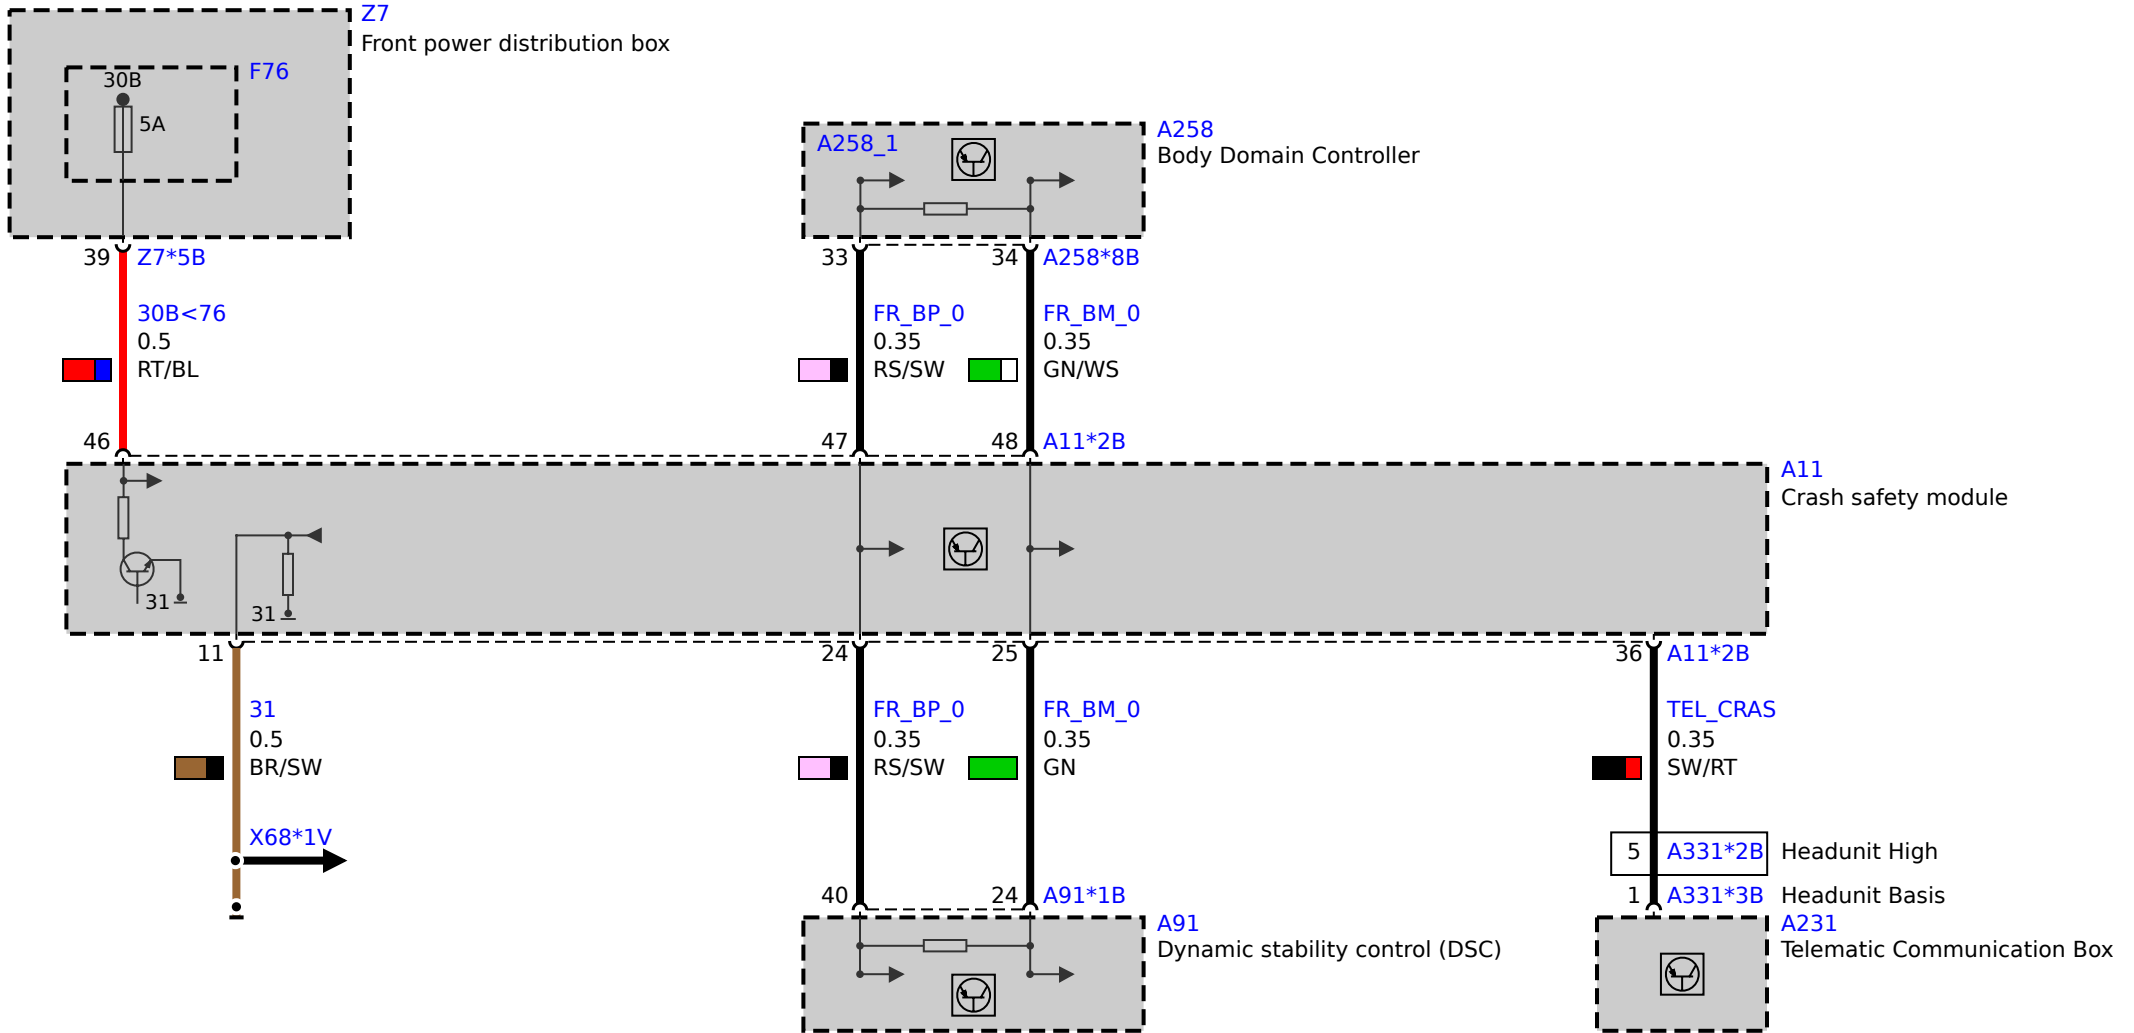 Z7
Front power distribution box
F76
30B
5A
A258_1
A258
Body Domain Controller
39 Z7*5B
33
34 A258*8B
30B<76
0.5
RT/BL
FR_BP_0
0.35
RS/SW
FR_BM_0
0.35
GN/WS
46
47
48 A11*2B
A11
Crash safety module
31
31
11
24
25
36 A11*2B
31
0.5
BR/SW
FR_BP_0
0.35
RS/SW
FR_BM_0
0.35
GN
TEL_CRAS
0.35
SW/RT
X68*1V
5 A331*2B Headunit High
40
24 A91*1B
1 A331*3B Headunit Basis
A91
Dynamic stability control (DSC)
A231
Telematic Communication Box